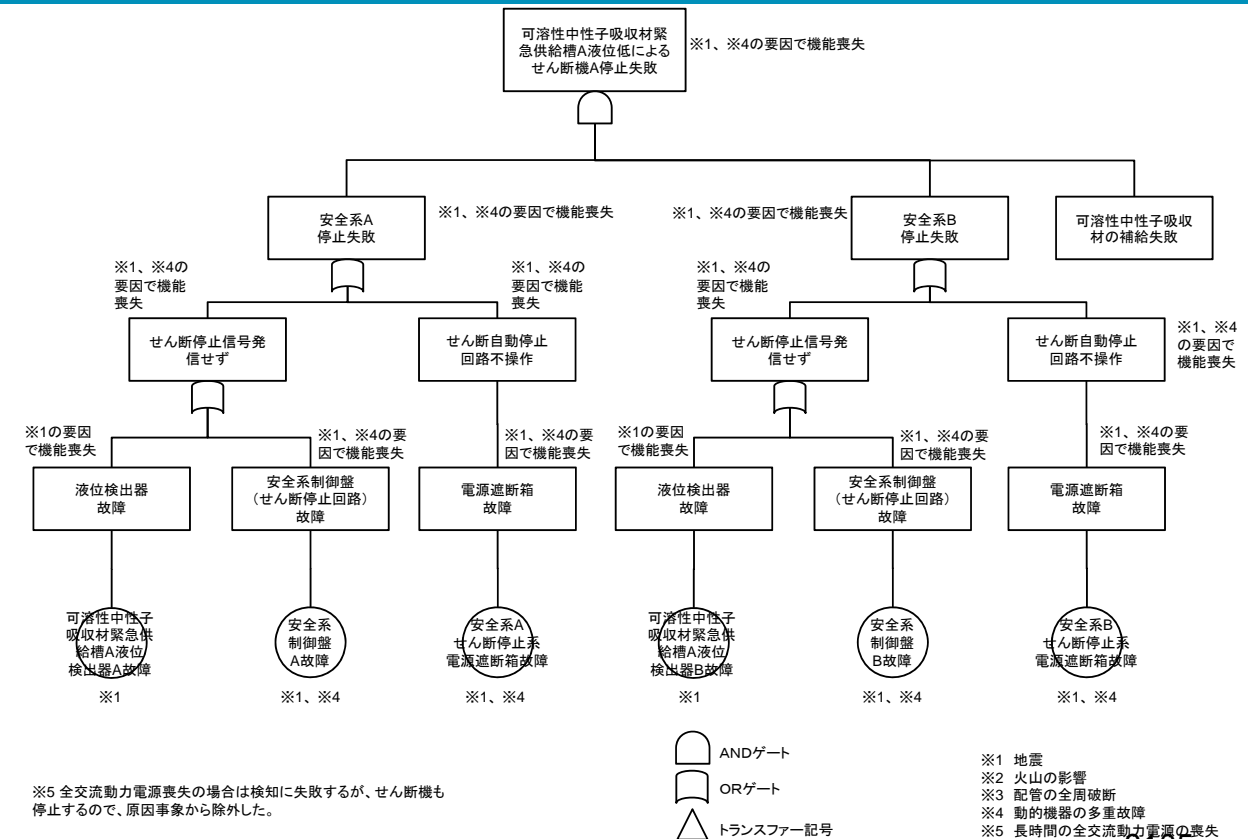 可溶性中性子吸収材緊
急供給槽A液位低による
せん断機A停止失敗
※1、※4の要因で機能喪失
安全系A
停止失敗
※1、※4の要因で機能喪失
※1、※4の要因で機能喪失
安全系B
停止失敗
可溶性中性子吸収
材の補給失敗
※1、※4の
要因で機能
喪失
※1、※4の
要因で機能
喪失
※1、※4の
要因で機能
喪失
せん断停止信号発
信せず
せん断自動停止
回路不操作
せん断停止信号発
信せず
せん断自動停止
回路不操作
※1、※4
の要因で
機能喪失
※1の要因
で機能喪失
※1、※4の要
因で機能喪失
※1、※4の要
因で機能喪失
※1の要因
で機能喪失
※1、※4の要
因で機能喪失
※1、※4の要
因で機能喪失
液位検出器
故障
安全系制御盤
（せん断停止回路）
故障
電源遮断箱
故障
液位検出器
故障
安全系制御盤
（せん断停止回路）
故障
電源遮断箱
故障
可溶性中性子
吸収材緊急供
給槽A液位
検出器A故障
安全系
制御盤
A故障
安全系A
せん断停止系
電源遮断箱故障
可溶性中性子
吸収材緊急供
給槽A液位
検出器B故障
安全系
制御盤
B故障
安全系B
せん断停止系
電源遮断箱故障
※1
※1、※4
※1、※4
※1
※1、※4
※1、※4
※5 全交流動力電源喪失の場合は検知に失敗するが、せん断機も
停止するので、原因事象から除外した。
ANDゲート
ORゲート
トランスファー記号
※1 地震
※2 火山の影響
※3 配管の全周破断
※4 動的機器の多重故障
※5 長時間の全交流動力電源の喪失